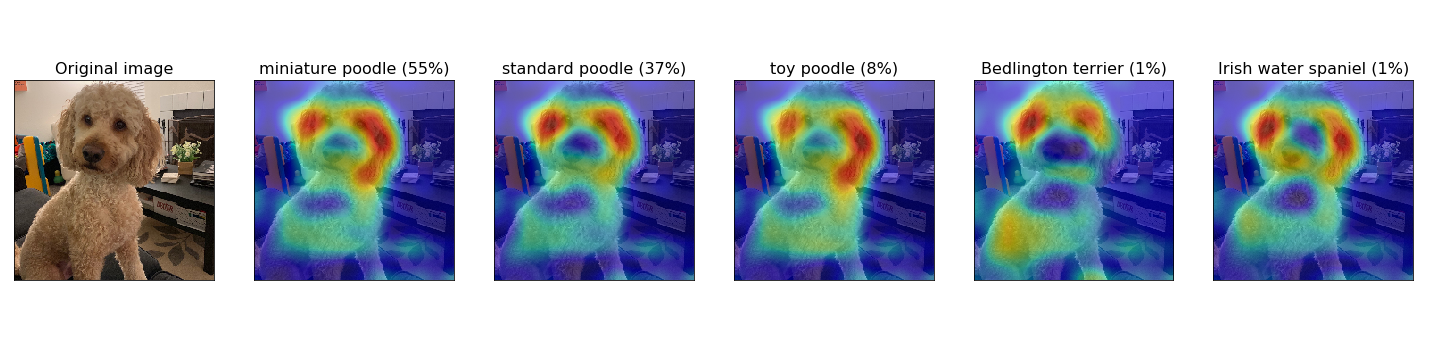 Original image
miniature poodle (55%)
standard poodle (37%)
toy poodle (8%)
Bedlington terrier (1%)
Irish water spaniel (1%)